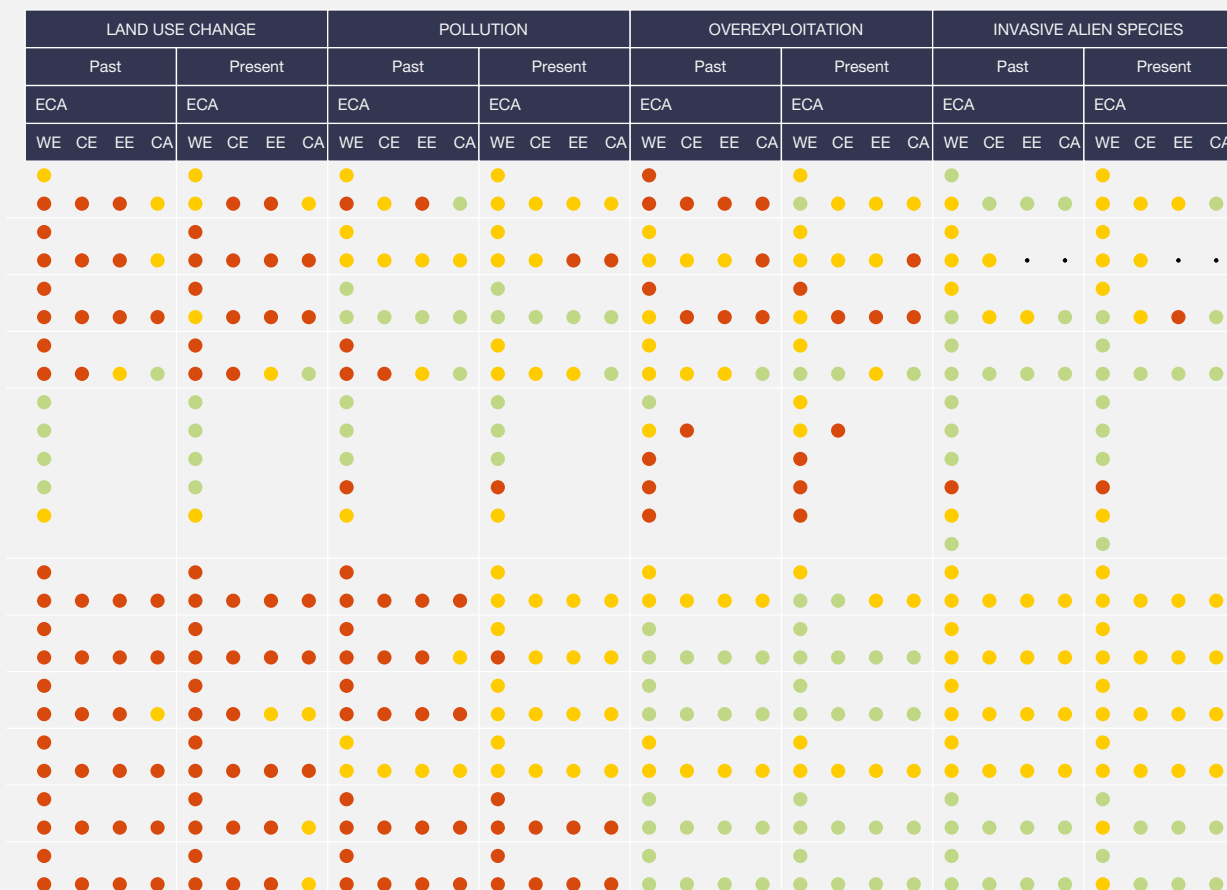 LAND USE CHANGE POLLUTION OVEREXPLOITATION INVASIVE ALIEN SPECIES
Past Present Past Present Past Present Past Present
ECA ECA ECA ECA ECA ECA ECA ECA
WE CE EE CA WE CE EE CA WE CE EE CA WE CE EE CA WE CE EE CA WE CE EE CA WE CE EE CA WE CE EE CA